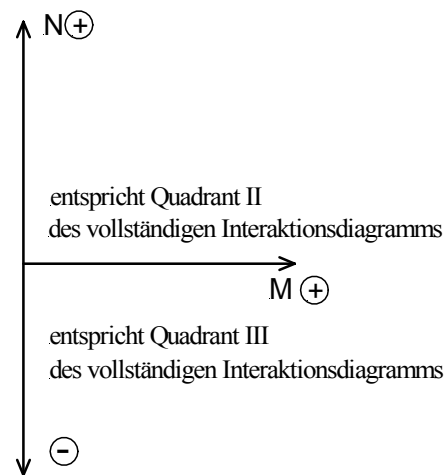 N⊕
entspricht Quadrant II
des vollständigen Interaktionsdiagramms
M⊕
entspricht Quadrant III
des vollständigen Interaktionsdiagramms
⊖